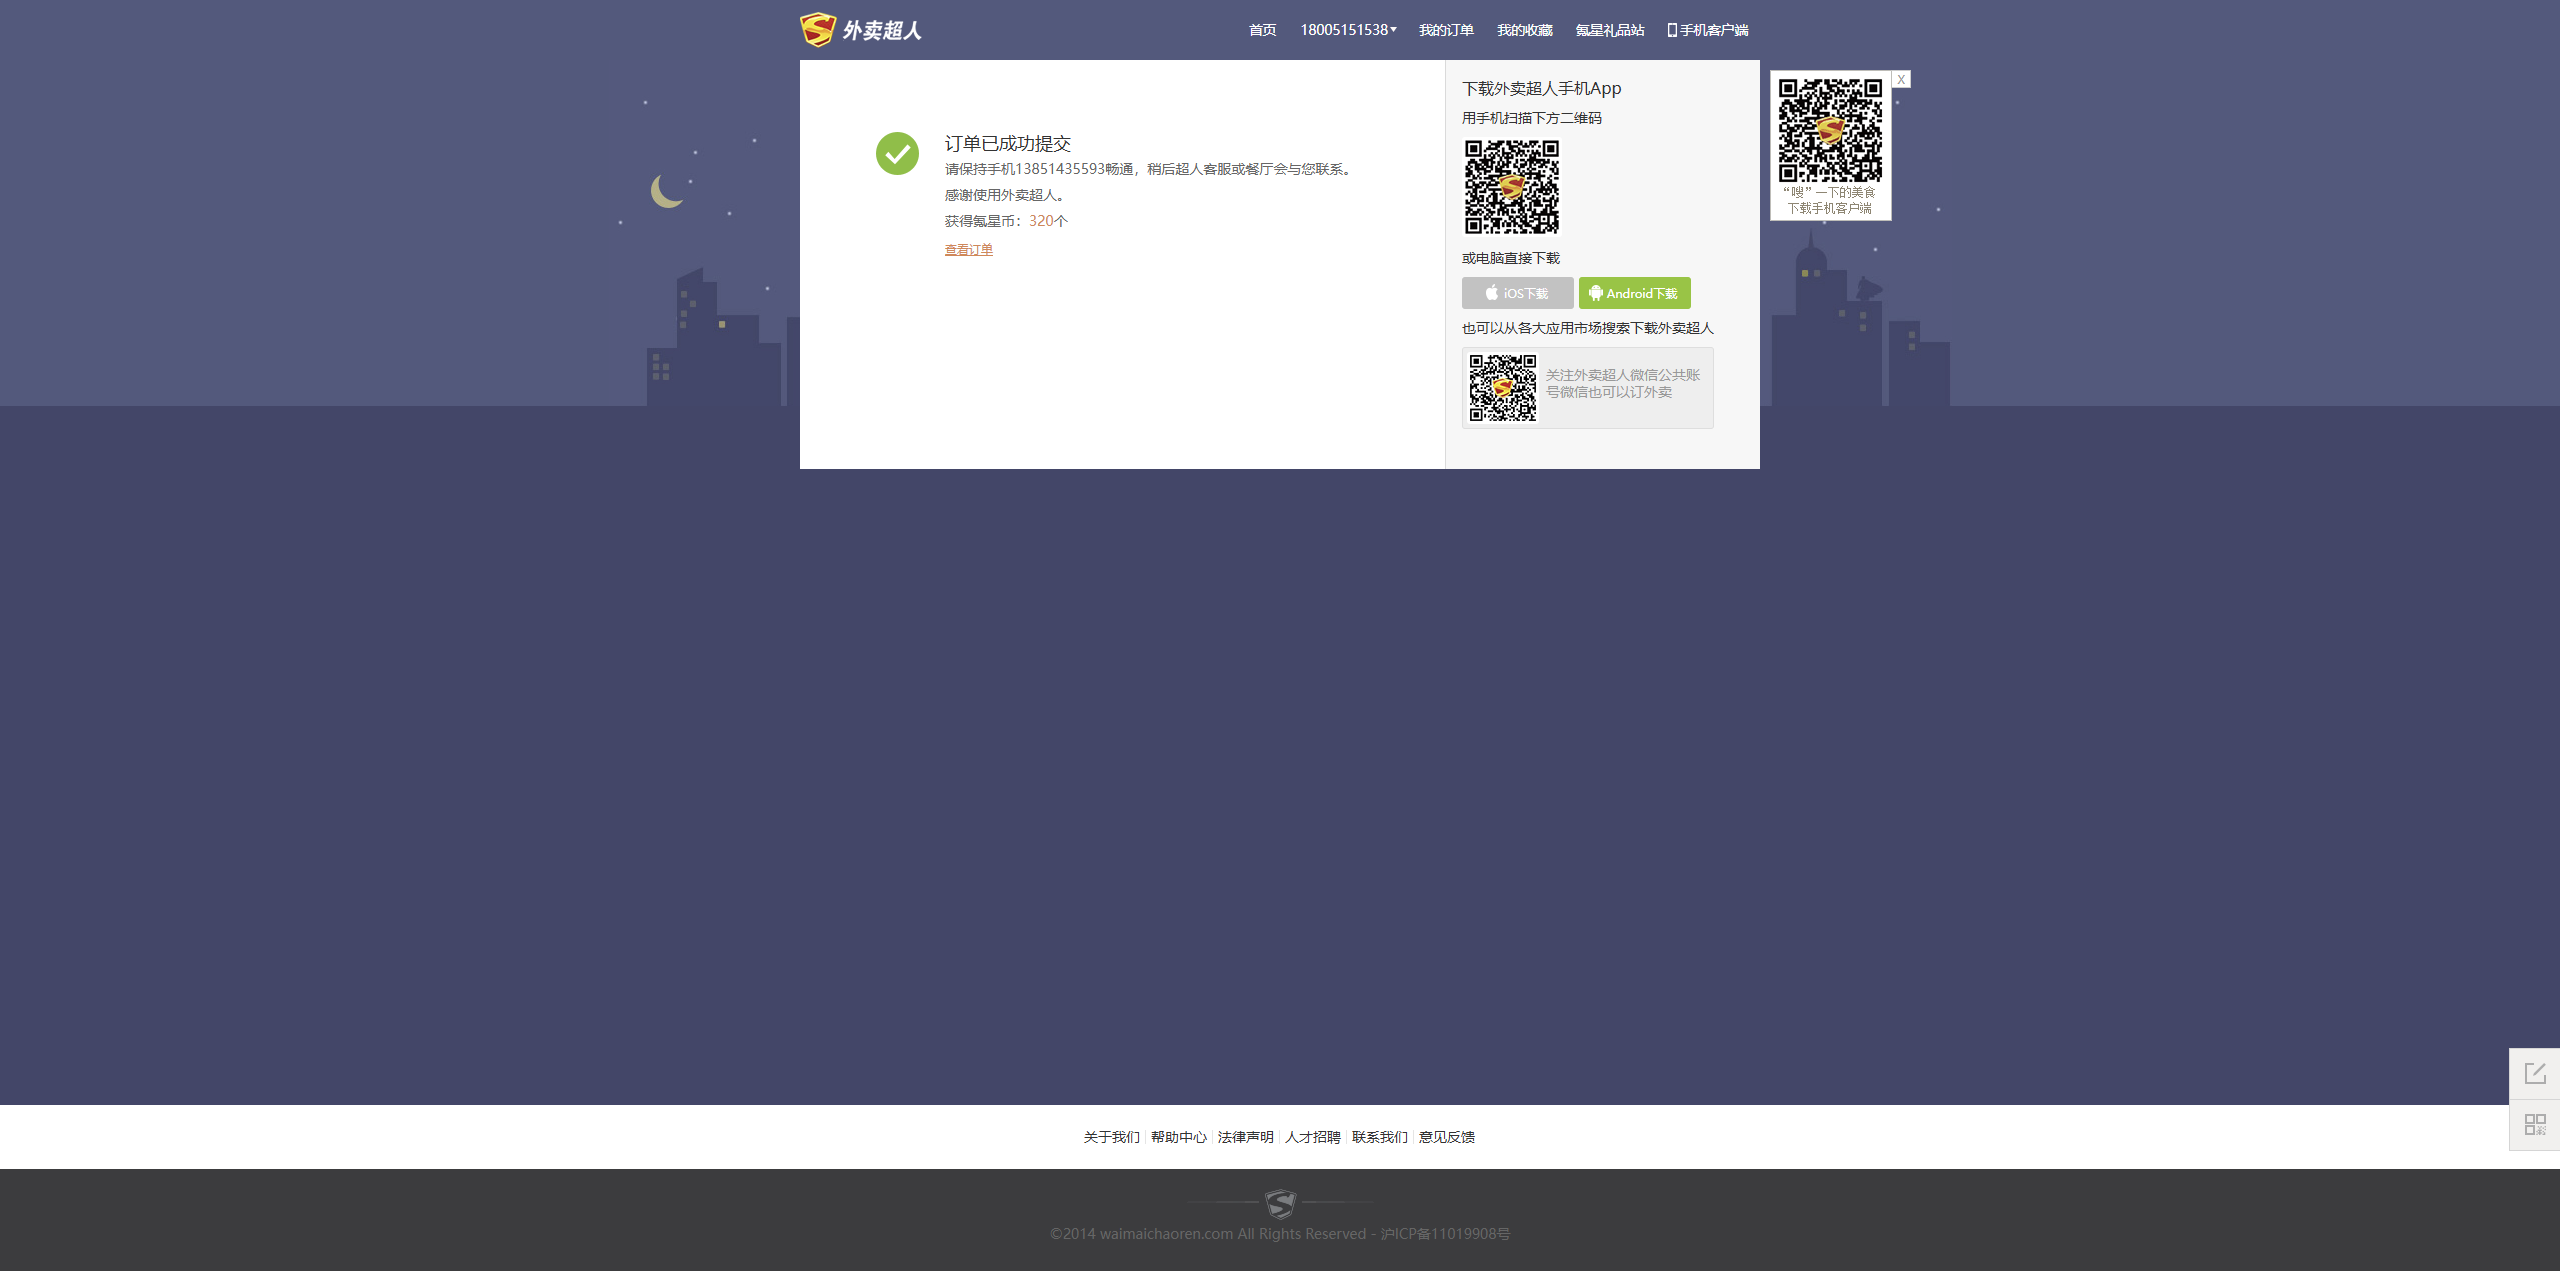 外卖超人
首页 18005151538 我的订单 我的收藏 氪星礼品站 手机客户端
订单已成功提交
请保持手机13851435593畅通，稍后超人客服或餐厅会与您联系。
感谢使用外卖超人。
获得氪星币：320个
查看订单
下载外卖超人手机App
用手机扫描下方二维码
或电脑直接下载
iOS下载 Android下载
也可以从各大应用市场搜索下载外卖超人
关注外卖超人微信公共账
号微信也可以订外卖
X
“嗖”一下的美食
下载手机客户端
关于我们 帮助中心 法律声明 人才招聘 联系我们 意见反馈
©2014 waimaichaoren.com All Rights Reserved - 沪ICP备11019908号